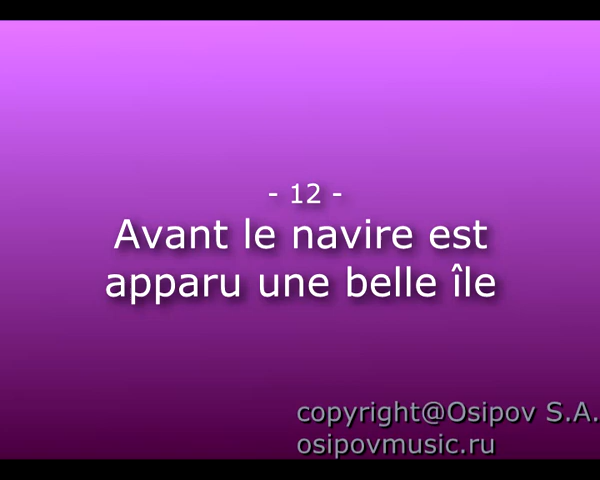 - 12 -
Avant le navire est
apparu une belle île
copyright@Osipov S.A.
osipovmusic.ru